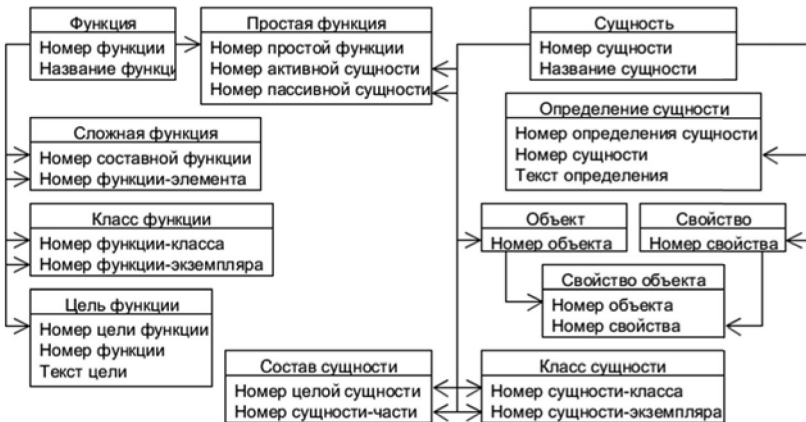 Функция
Номер функции
Название функци
Простая функция
Номер простой функции
Номер активной сущности
Номер пассивной сущности
Сущность
Номер сущности
Название сущности
Определение сущности
Номер определения сущности
Номер сущности
Текст определения
Сложная функция
Номер составной функции
Номер функции-элемента
Класс функции
Номер функции-класса
Номер функции-экземпляра
Объект
Номер объекта
Свойство
Номер свойства
Свойство объекта
Номер объекта
Номер свойства
Цель функции
Номер цели функции
Номер функции
Текст цели
Состав сущности
Номер целой сущности
Номер сущности-части
Класс сущности
Номер сущности-класса
Номер сущности-экземпляра